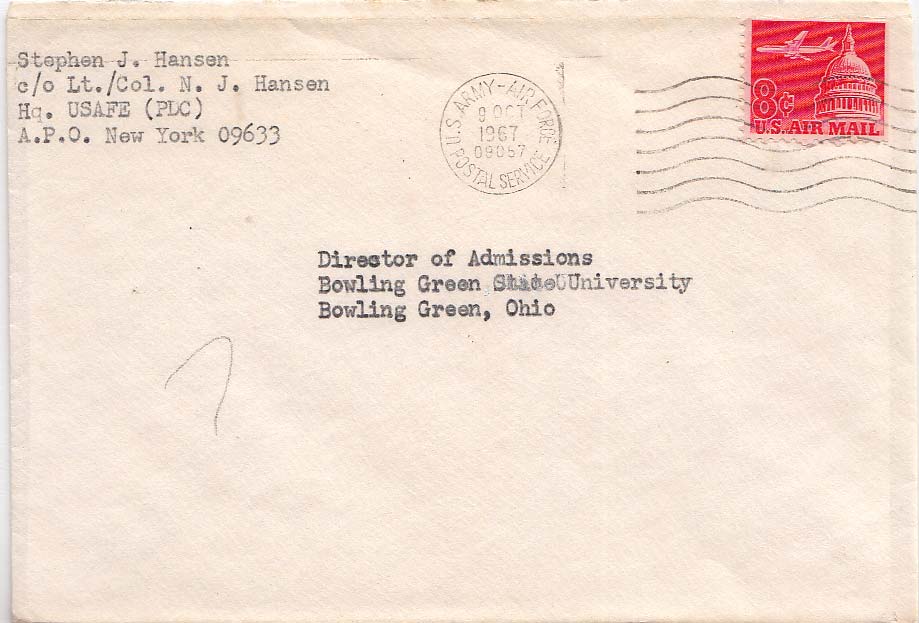 Stephen J. Hansen
c/o Lt./Col. N. J. Hansen
Hq. USAFE (PLC)
A.P.O. New York 09633
U.S. ARMY-AIR FORCE
9 OCT
1967
09057
POSTAL SERVICE
8¢
U.S. AIR MAIL
Director of Admissions
Bowling Green State University
Bowling Green, Ohio